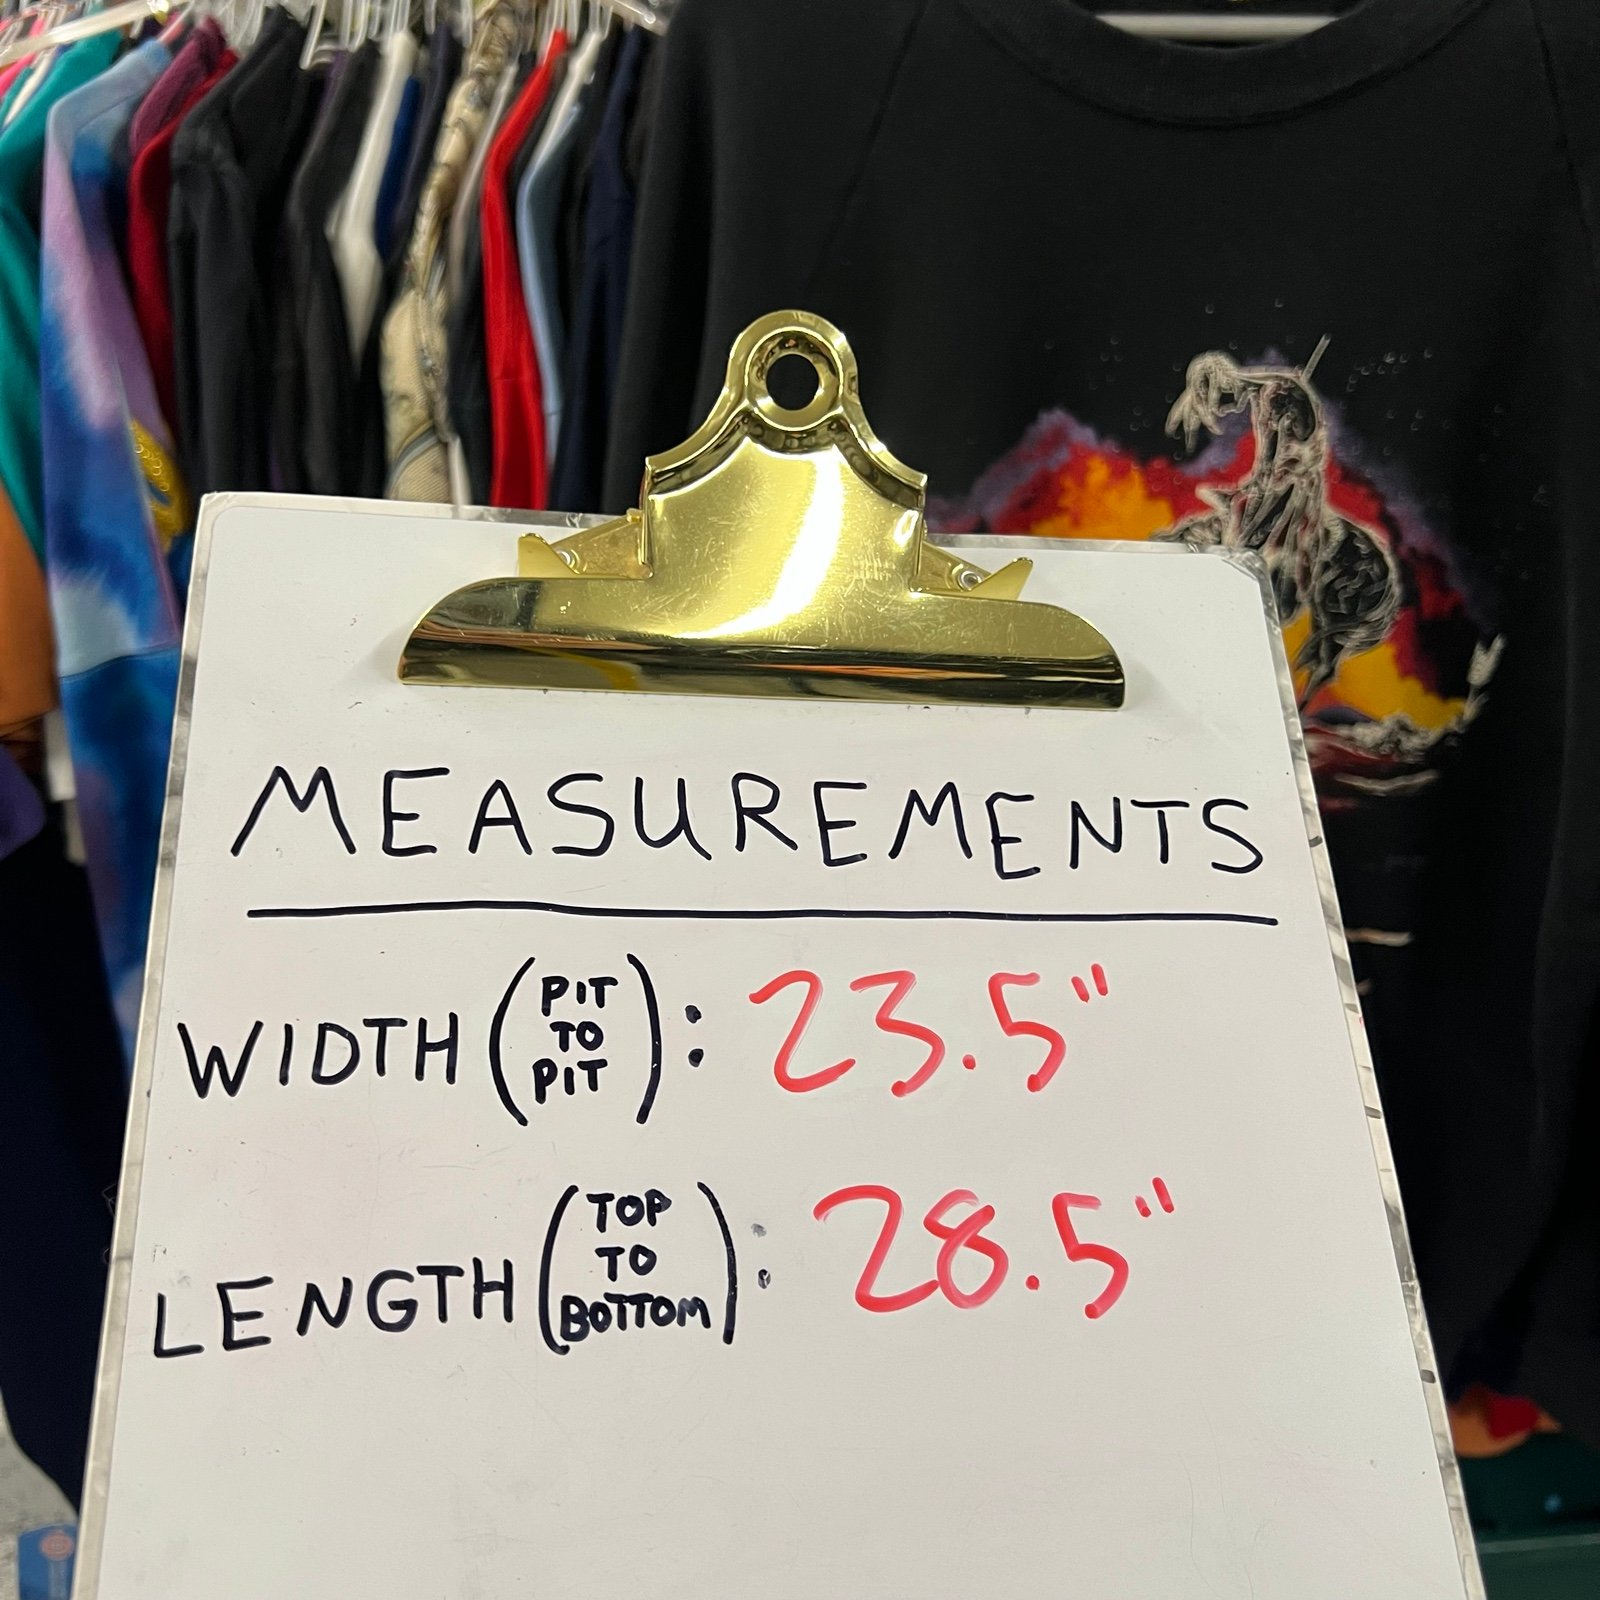 MEASUREMENTS
WIDTH (PIT TO PIT): 23.5"
LENGTH (TOP TO BOTTOM): 28.5"